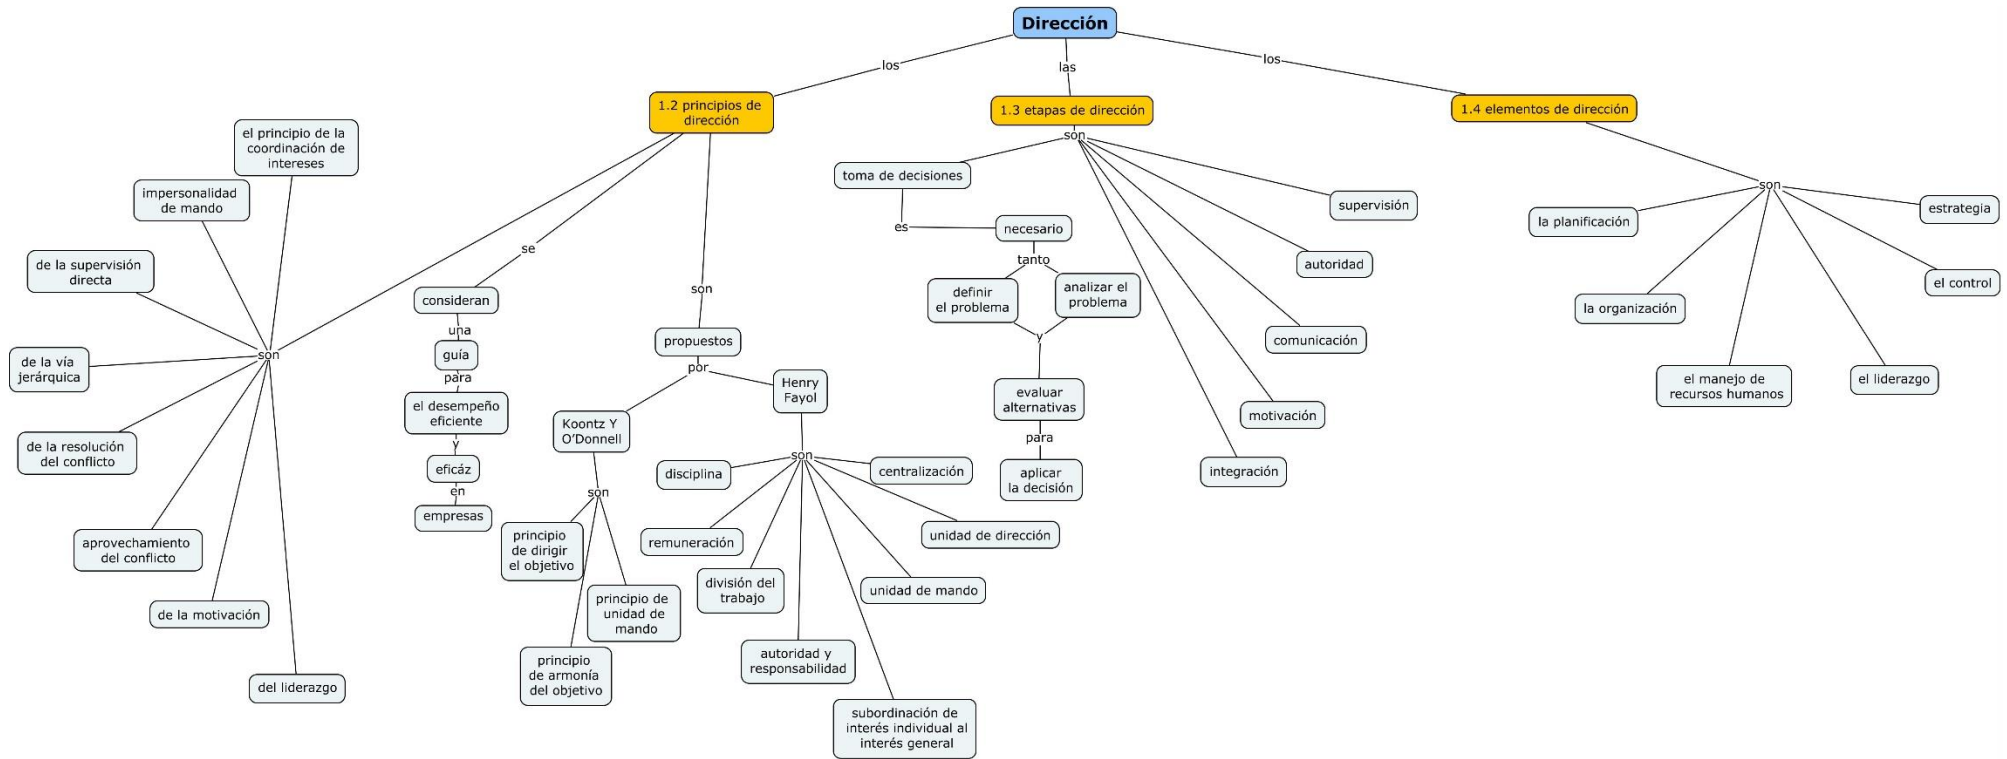 Dirección
los
las
los
1.2 principios de
dirección
1.3 etapas de dirección
1.4 elementos de dirección
el principio de la
coordinación de
intereses
impersonalidad
de mando
de la supervisión
directa
de la vía
jerárquica
de la resolución
del conflicto
aprovechamiento
del conflicto
de la motivación
del liderazgo
son
se
consideran
una
guía
para
el desempeño
eficiente
y
eficáz
en
empresas
son
propuestos
por
Koontz Y
O'Donnell
son
principio
de dirigir
el objetivo
principio de
unidad de
mando
principio
de armonía
del objetivo
Henry
Fayol
son
disciplina
remuneración
división del
trabajo
autoridad y
responsabilidad
subordinación de
interés individual al
interés general
unidad de mando
unidad de dirección
centralización
son
toma de decisiones
es
necesario
tanto
definir
el problema
analizar el
problema
y
evaluar
alternativas
para
aplicar
la decisión
supervisión
autoridad
comunicación
motivación
integración
son
la planificación
la organización
el manejo de
recursos humanos
el liderazgo
el control
estrategia